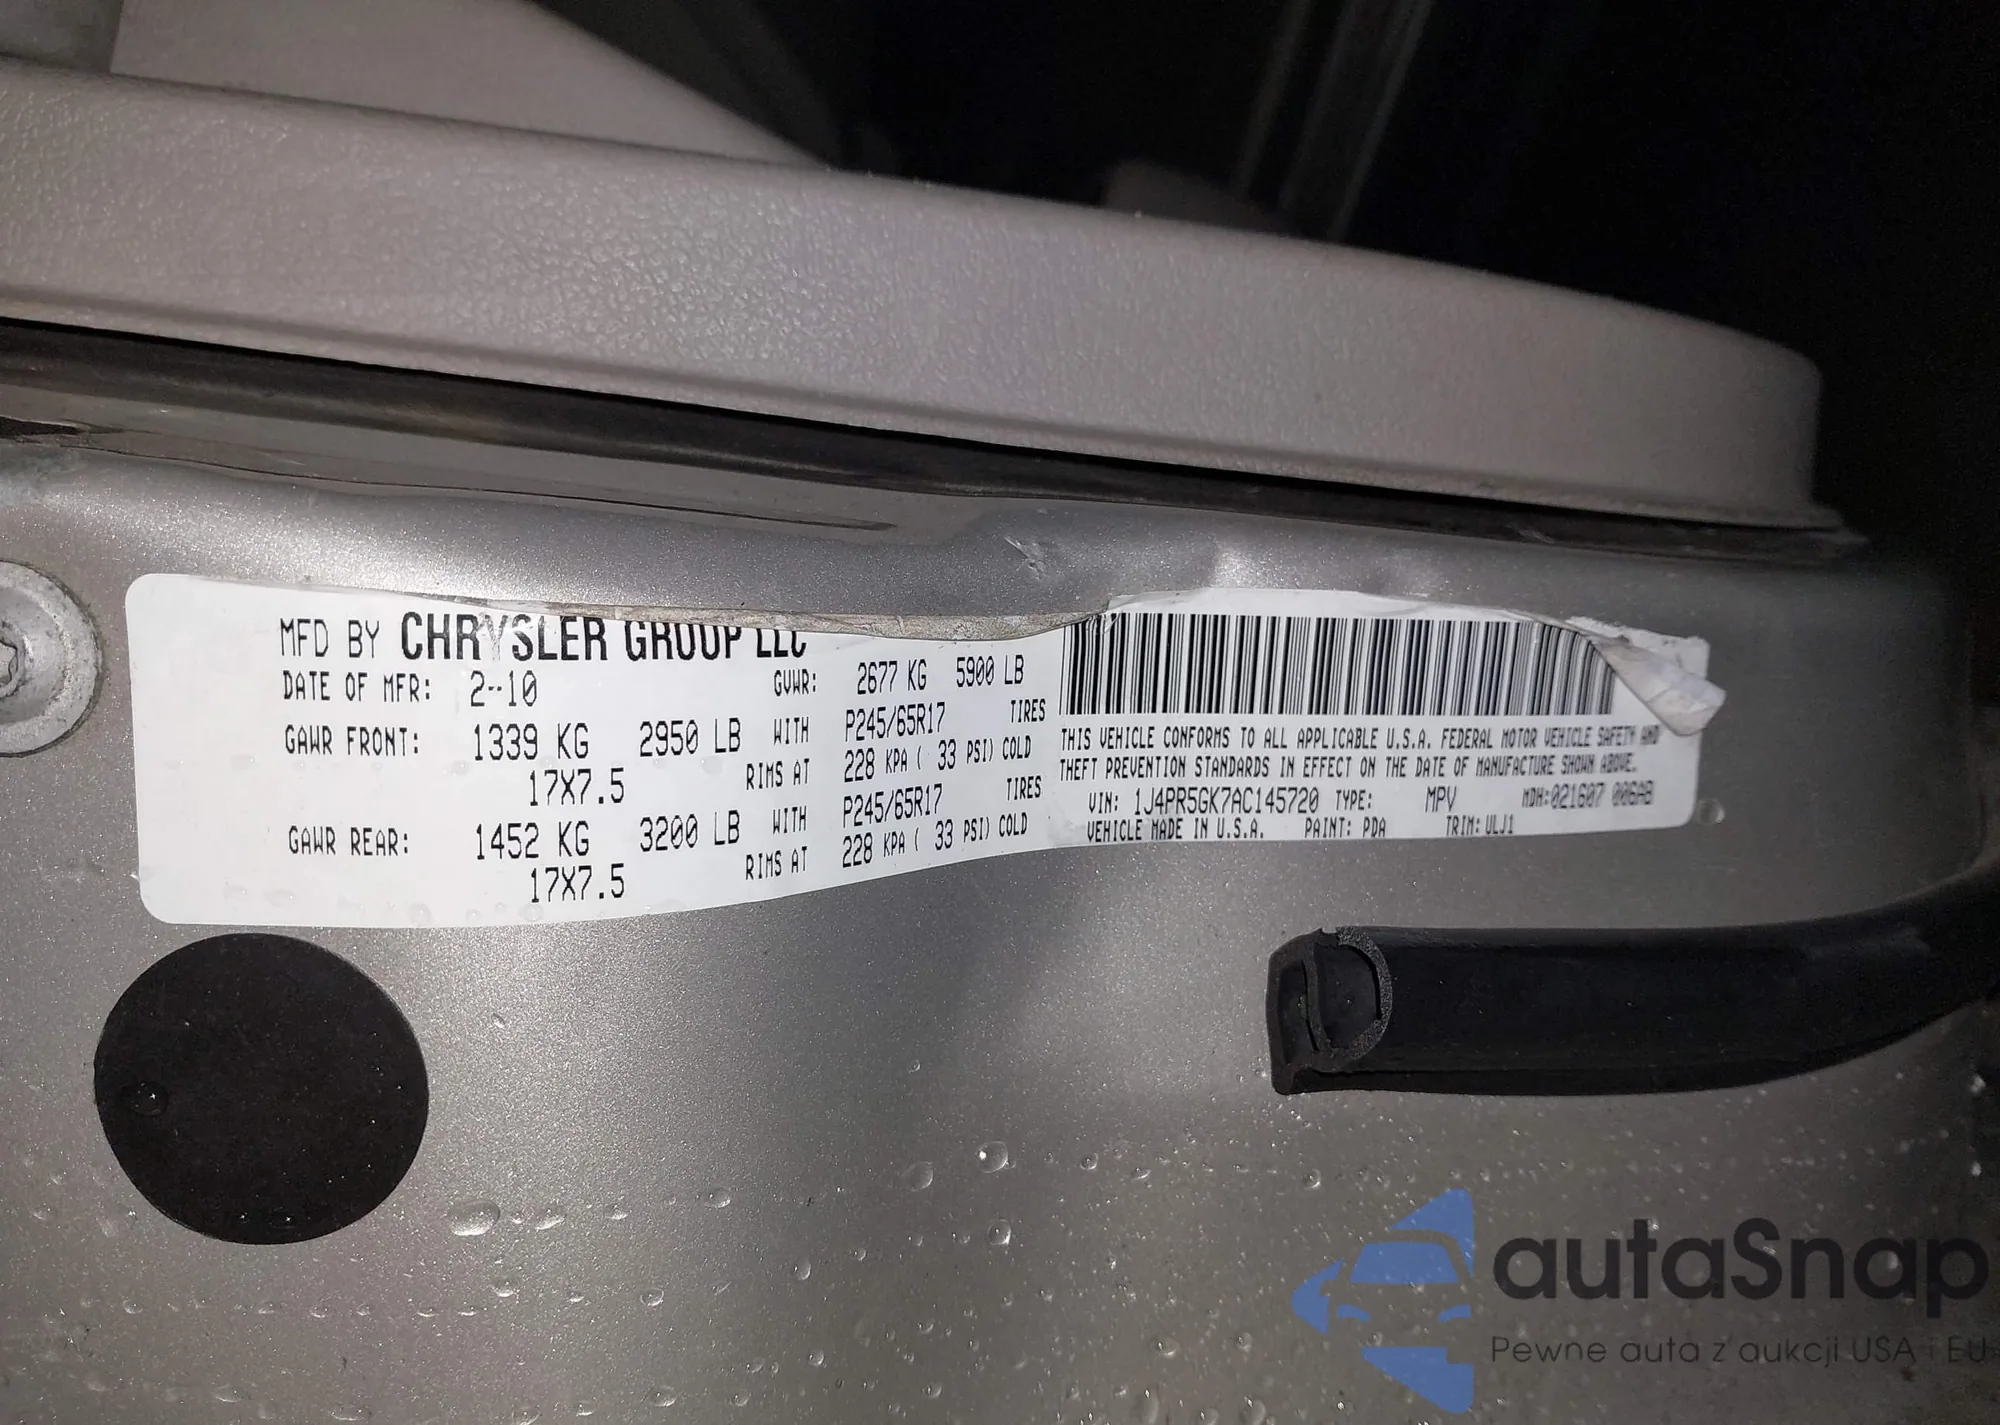 MFD BY CHRYSLER GROUP LLC
DATE OF MFR: 2--10 GVWR: 2677 KG 5900 LB
GAWR FRONT: 1339 KG 2950 LB WITH P245/65R17 TIRES
17X7.5 RIMS AT 228 KPA ( 33 PSI) COLD
GAWR REAR: 1452 KG 3200 LB WITH P245/65R17 TIRES
17X7.5 RIMS AT 228 KPA ( 33 PSI) COLD
THIS VEHICLE CONFORMS TO ALL APPLICABLE U.S.A. FEDERAL MOTOR VEHICLE SAFETY AND
THEFT PREVENTION STANDARDS IN EFFECT ON THE DATE OF MANUFACTURE SHOWN ABOVE.
VIN: 1J4PR5GK7AC145720 TYPE: MPV MDH:021607 006AB
VEHICLE MADE IN U.S.A. PAINT: PDA TRIM: ULJ1
autaSnap
Pewne auta z aukcji USA i EU